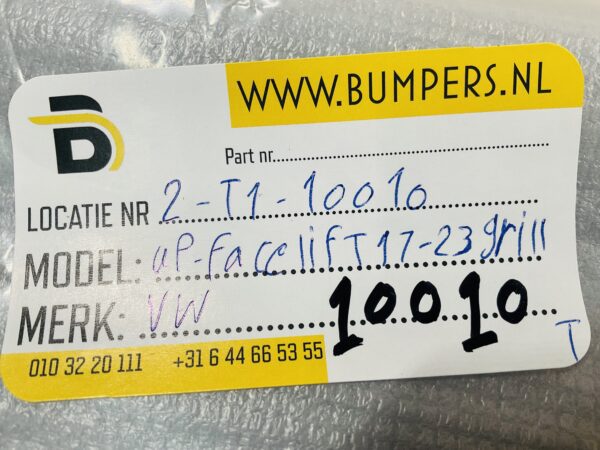 WWW.BUMPERS.NL
B
Part nr.
LOCATIE NR 2-T1-10010
MODEL: UP-facelifT 17-23 grill
MERK: VW 10010
010 32 20 111 +31 6 44 66 53 55
T